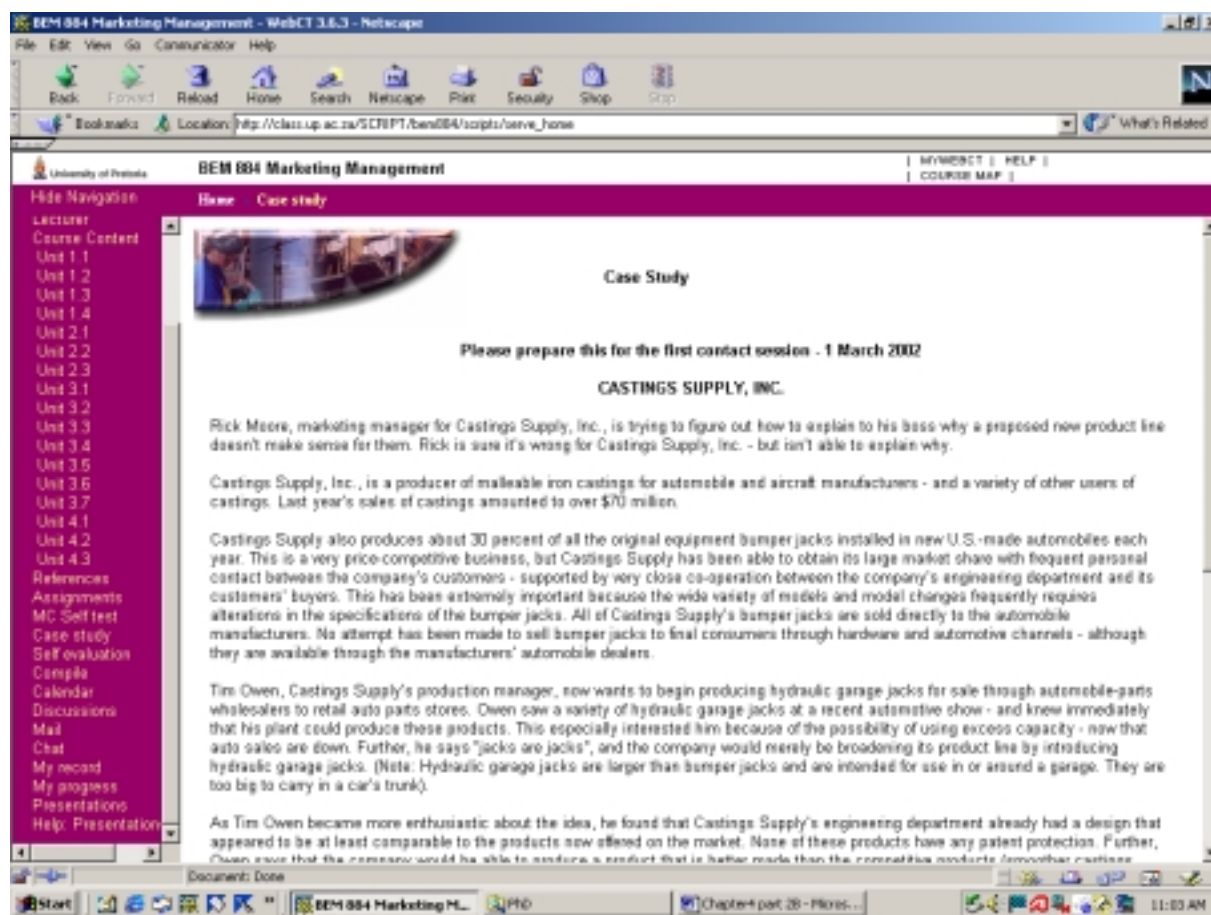 BEM 884 Marketing Management - WebCT 3.6.3 - Netscape
File Edit View Go Communicator Help
Back Forward Reload Home Search Netscape Print Security Shop Stop
Bookmarks Location: http://class.up.ac.za/SCRIPT/bem884/scripts/serve_home What's Related
University of Pretoria BEM 884 Marketing Management | MYWEBCT | HELP |
| COURSE MAP |
Hide Navigation Home Case study
Lecturer
Course Content
Unit 1.1
Unit 1.2
Unit 1.3
Unit 1.4
Unit 2.1
Unit 2.2
Unit 2.3
Unit 3.1
Unit 3.2
Unit 3.3
Unit 3.4
Unit 3.5
Unit 3.6
Unit 3.7
Unit 4.1
Unit 4.2
Unit 4.3
References
Assignments
MC Self test
Case study
Self evaluation
Compile
Calendar
Discussions
Mail
Chat
My record
My progress
Presentations
Help: Presentation
Case Study
Please prepare this for the first contact session - 1 March 2002
CASTINGS SUPPLY, INC.
Rick Moore, marketing manager for Castings Supply, Inc., is trying to figure out how to explain to his boss why a proposed new product line
doesn't make sense for them. Rick is sure it's wrong for Castings Supply, Inc. - but isn't able to explain why.
Castings Supply, Inc., is a producer of malleable iron castings for automobile and aircraft manufacturers - and a variety of other users of
castings. Last year's sales of castings amounted to over $70 million.
Castings Supply also produces about 30 percent of all the original equipment bumper jacks installed in new U.S.-made automobiles each
year. This is a very price-competitive business, but Castings Supply has been able to obtain its large market share with frequent personal
contact between the company's customers - supported by very close co-operation between the company's engineering department and its
customers' buyers. This has been extremely important because the wide variety of models and model changes frequently requires
alterations in the specifications of the bumper jacks. All of Castings Supply's bumper jacks are sold directly to the automobile
manufacturers. No attempt has been made to sell bumper jacks to final consumers through hardware and automotive channels - although
they are available through the manufacturers' automobile dealers.
Tim Owen, Castings Supply's production manager, now wants to begin producing hydraulic garage jacks for sale through automobile-parts
wholesalers to retail auto parts stores. Owen saw a variety of hydraulic garage jacks at a recent automotive show - and knew immediately
that his plant could produce these products. This especially interested him because of the possibility of using excess capacity - now that
auto sales are down. Further, he says "jacks are jacks", and the company would merely be broadening its product line by introducing
hydraulic garage jacks. (Note: Hydraulic garage jacks are larger than bumper jacks and are intended for use in or around a garage. They are
too big to carry in a car's trunk).
As Tim Owen became more enthusiastic about the idea, he found that Castings Supply's engineering department already had a design that
appeared to be at least comparable to the products now offered on the market. None of these products have any patent protection. Further,
Owen says that the company would be able to produce a product that is better made than the competitive products (smoother castings,
Document: Done
Start BEM 884 Marketing M... PhD Chapter4 part 2B - Micros... 11:03 AM